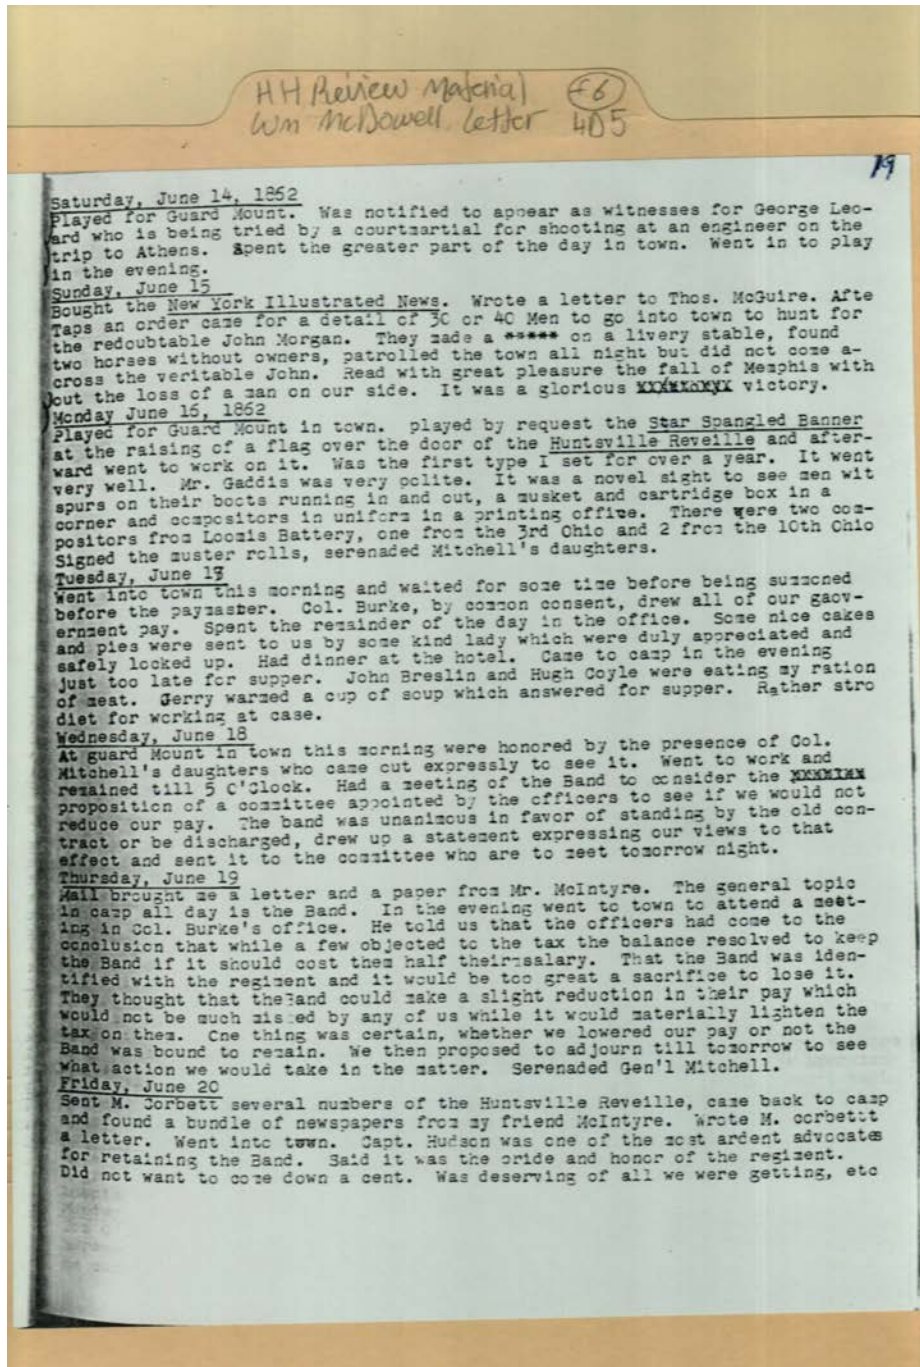 HH Review Material F6
Wm McDowell Letter 4D5
19
Saturday, June 14, 1862
Played for Guard Mount. Was notified to appear as witnesses for George Leo-
ard who is being tried by a courtmartial for shooting at an engineer on the
trip to Athens. Spent the greater part of the day in town. Went in to play
in the evening.
Sunday, June 15
Bought the New York Illustrated News. Wrote a letter to Thos. McGuire. Afte
Taps an order came for a detail of 30 or 40 Men to go into town to hunt for
the redoubtable John Morgan. They made a ***** on a livery stable, found
two horses without owners, patrolled the town all night but did not come a-
cross the veritable John. Read with great pleasure the fall of Memphis with
out the loss of a man on our side. It was a glorious victory.
Monday June 16, 1862
Played for Guard Mount in town. played by request the Star Spangled Banner
at the raising of a flag over the door of the Huntsville Reveille and after-
ward went to work on it. Was the first type I set for over a year. It went
very well. Mr. Gaddis was very polite. It was a novel sight to see men wit
spurs on their boots running in and out, a musket and cartridge box in a
corner and compositors in uniform in a printing office. There were two com-
positors from Loomis Battery, one from the 3rd Ohio and 2 from the 10th Ohio
Signed the muster rolls, serenaded Mitchell's daughters.
Tuesday, June 17
Went into town this morning and waited for some time before being summoned
before the paymaster. Col. Burke, by common consent, drew all of our gaov-
ernment pay. Spent the remainder of the day in the office. Some nice cakes
and pies were sent to us by some kind lady which were duly appreciated and
safely locked up. Had dinner at the hotel. Came to camp in the evening
just too late for supper. John Breslin and Hugh Coyle were eating my ration
of meat. Jerry warmed a cup of soup which answered for supper. Rather stro
diet for working at case.
Wednesday, June 18
At guard Mount in town this morning were honored by the presence of Col.
Mitchell's daughters who came out expressly to see it. Went to work and
remained till 5 O'Clock. Had a meeting of the Band to consider the
proposition of a committee appointed by the officers to see if we would not
reduce our pay. The band was unanimous in favor of standing by the old con-
tract or be discharged, drew up a statement expressing our views to that
effect and sent it to the committee who are to meet tomorrow night.
Thursday, June 19
Mail brought me a letter and a paper from Mr. McIntyre. The general topic
in camp all day is the Band. In the evening went to town to attend a meet-
ing in Col. Burke's office. He told us that the officers had come to the
conclusion that while a few objected to the tax the balance resolved to keep
the Band if it should cost them half their salary. That the Band was iden-
tified with the regiment and it would be too great a sacrifice to lose it.
They thought that the Band could make a slight reduction in their pay which
would not be much missed by any of us while it would materially lighten the
tax on them. One thing was certain, whether we lowered our pay or not the
Band was bound to remain. We then proposed to adjourn till tomorrow to see
what action we would take in the matter. Serenaded Gen'l Mitchell.
Friday, June 20
Sent M. Corbett several numbers of the Huntsville Reveille, came back to camp
and found a bundle of newspapers from my friend McIntyre. Wrote M. corbettt
a letter. Went into town. Capt. Hudson was one of the most ardent advocates
for retaining the Band. Said it was the pride and honor of the regiment.
Did not want to come down a cent. Was deserving of all we were getting, etc